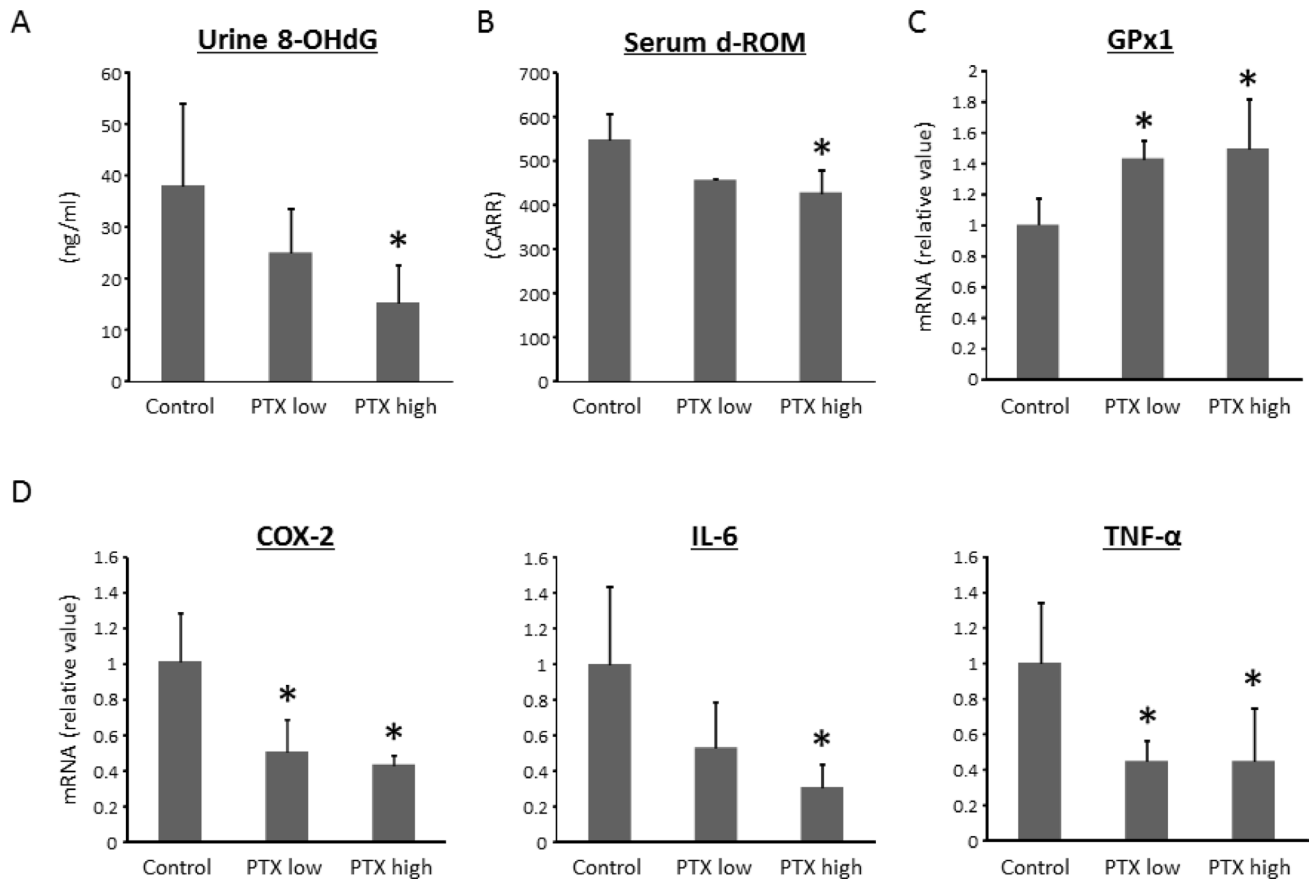 A
Urine 8-OHdG
60
50
40
30
20
10
0
(ng/ml)
*
Control PTX low PTX high
B
Serum d-ROM
700
600
500
400
300
200
100
0
(CARR)
*
Control PTX low PTX high
C
GPx1
2
1.8
1.6
1.4
1.2
1
0.8
0.6
0.4
0.2
0
mRNA (relative value)
* *
Control PTX low PTX high
D
COX-2
1.6
1.4
1.2
1
0.8
0.6
0.4
0.2
0
mRNA (relative value)
* *
Control PTX low PTX high
IL-6
1.6
1.4
1.2
1
0.8
0.6
0.4
0.2
0
*
Control PTX low PTX high
TNF-α
1.6
1.4
1.2
1
0.8
0.6
0.4
0.2
0
* *
Control PTX low PTX high